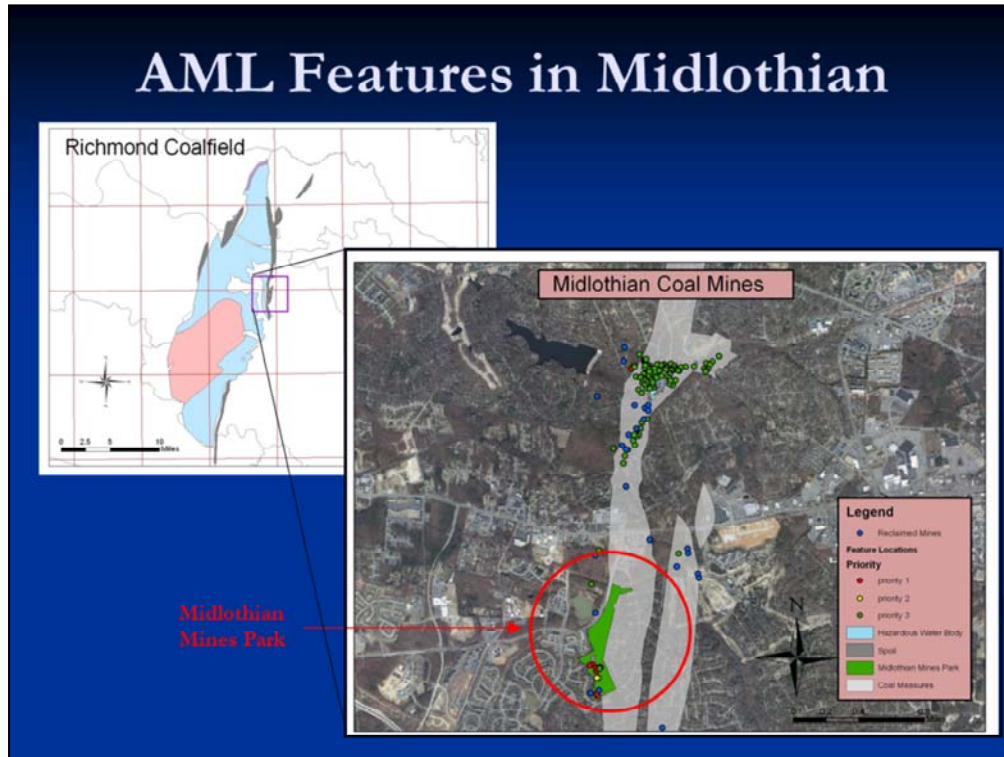 AML Features in Midlothian
Richmond Coalfield
0 2.5 5 10
Miles
Midlothian Coal Mines
Legend
Reclaimed Mines
Feature Locations
Priority
priority 1
priority 2
priority 3
Hazardous Water Body
Spoil
Midlothian Mines Park
Coal Measures
N
Midlothian
Mines Park